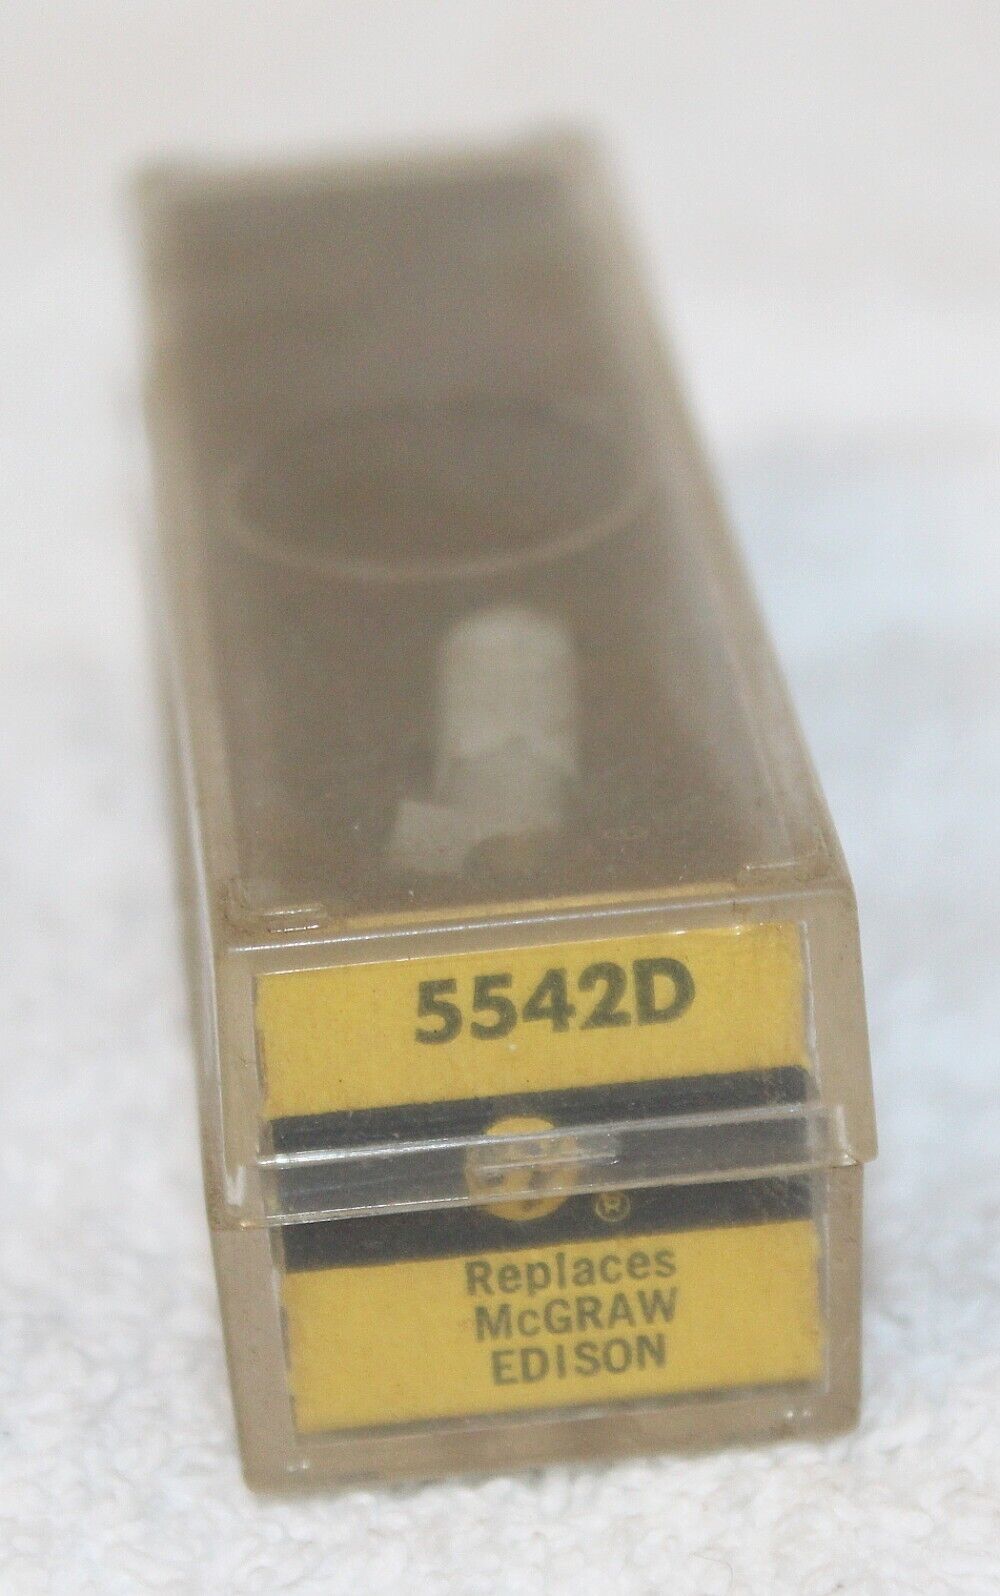 5542D
®
Replaces
McGRAW
EDISON